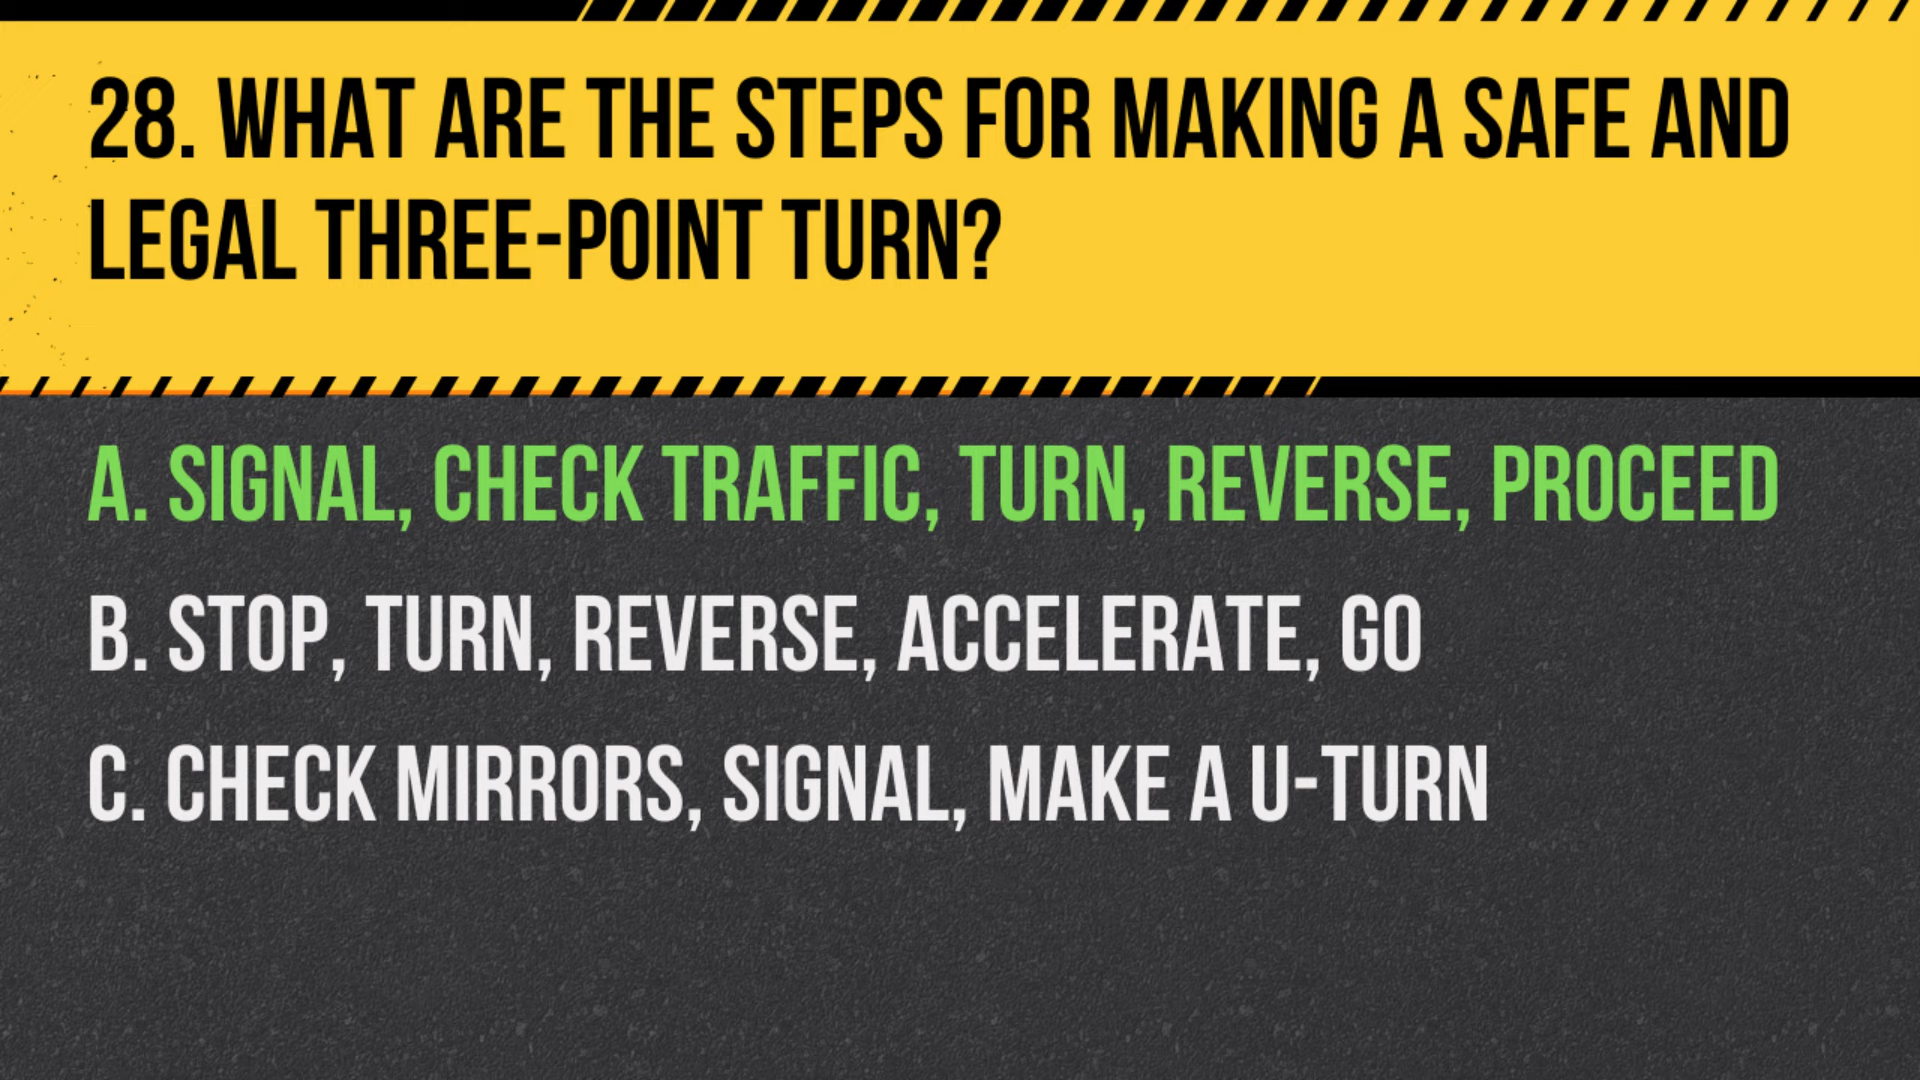 28. WHAT ARE THE STEPS FOR MAKING A SAFE AND
LEGAL THREE-POINT TURN?
A. SIGNAL, CHECK TRAFFIC, TURN, REVERSE, PROCEED
B. STOP, TURN, REVERSE, ACCELERATE, GO
C. CHECK MIRRORS, SIGNAL, MAKE A U-TURN